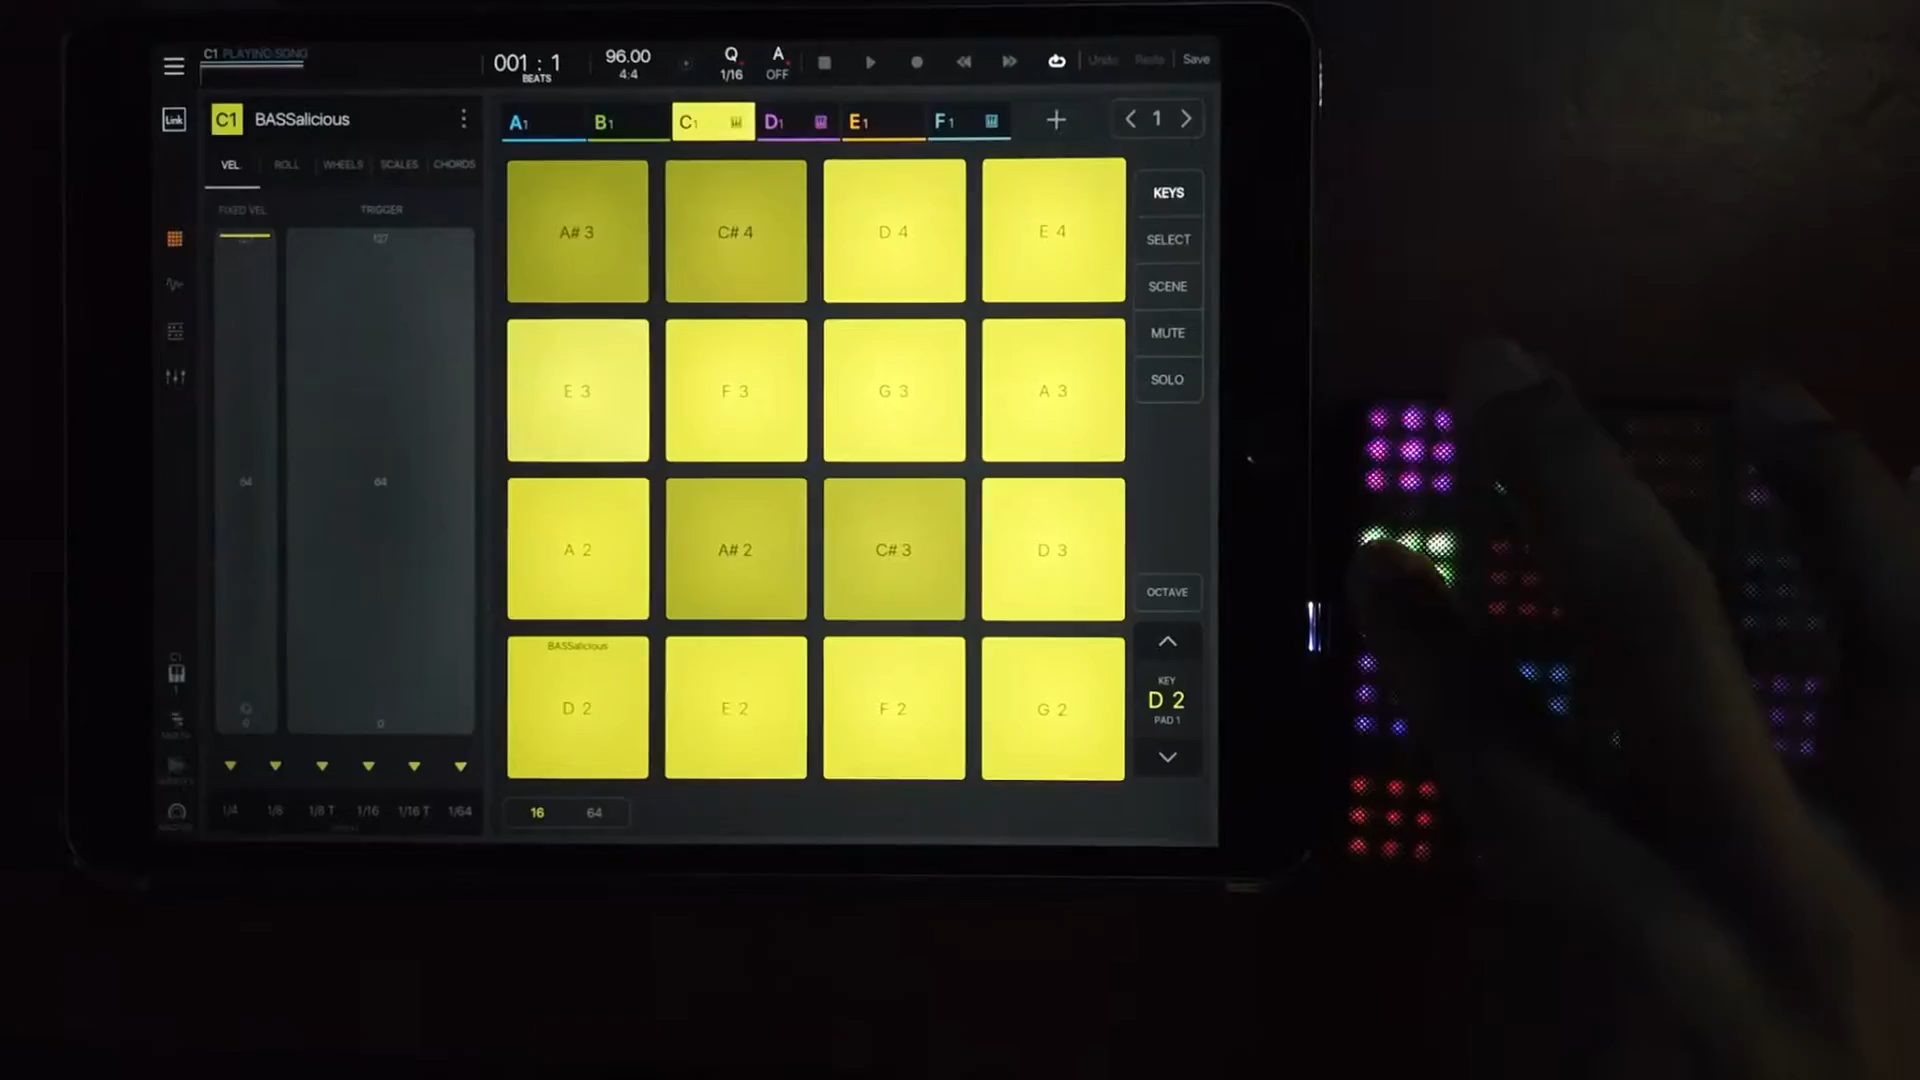 C1 PLAYING SONG
001 : 1
BEATS
96.00
4:4
Q
1/16
A
OFF
Undo
Redo
Save
Link
C1
BASSalicious
A1
B1
C1
D1
E1
F1
1
VEL.
ROLL
WHEELS
SCALES
CHORDS
FIXED VEL.
TRIGGER
127
127
64
64
0
0
A# 3
C# 4
D 4
E 4
E 3
F 3
G 3
A 3
A 2
A# 2
C# 3
D 3
BASSalicious
D 2
E 2
F 2
G 2
KEYS
SELECT
SCENE
MUTE
SOLO
OCTAVE
KEY
D 2
PAD 1
C1
1
1/4
1/8
1/8 T
1/16
1/16 T
1/64
16
64